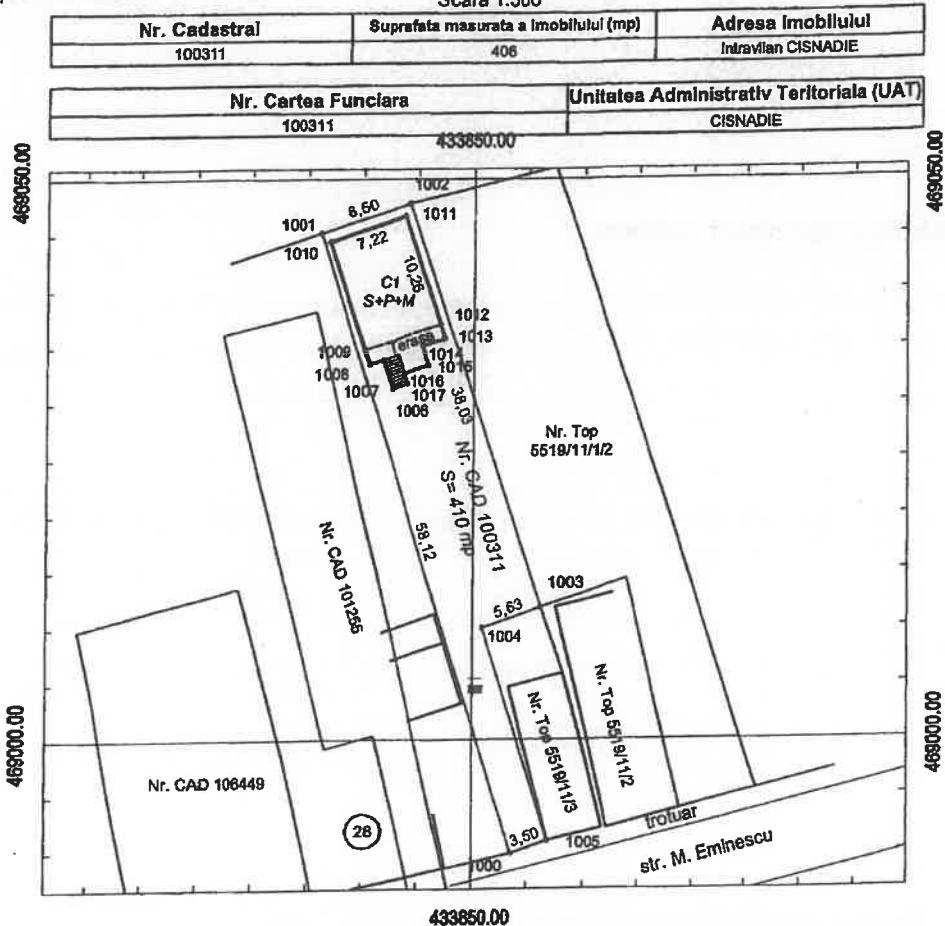 Scara 1:500
Nr. Cadastral
Suprafata masurata a imobilului (mp)
Adresa Imobilului
100311
406
Intravilan CISNADIE
Nr. Cartea Funciara
Unitatea Administrativ Teritoriala (UAT)
100311
CISNADIE
433850.00
469050.00
469050.00
1002
1001
8,50
1011
1010
7,22
10,26
C1
S+P+M
1012
1013
terasa
1009
1014
1008
1015
1007
1016
1017
1006
38,03
Nr. Top
5519/11/1/2
Nr. CAD 100311
S= 410 mp
58,12
Nr. CAD 101255
1003
5,63
1004
Nr. Top 5519/11/2
Nr. Top 5519/11/3
469000.00
469000.00
Nr. CAD 106449
28
3,50
1005
trotuar
1000
str. M. Eminescu
433850.00